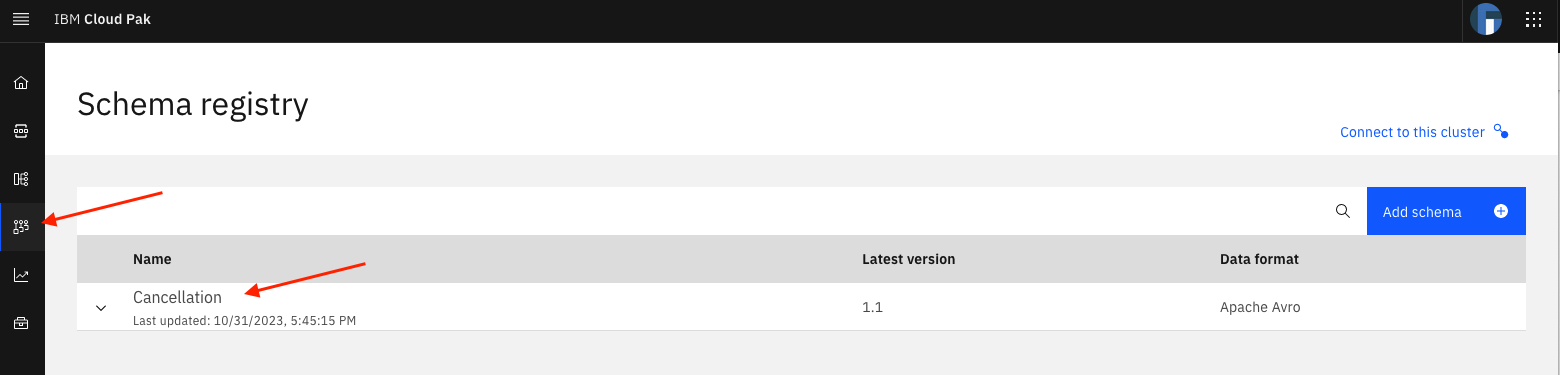 IBM Cloud Pak
Schema registry
Connect to this cluster
Add schema
Name Latest version Data format
Cancellation
Last updated: 10/31/2023, 5:45:15 PM
1.1
Apache Avro